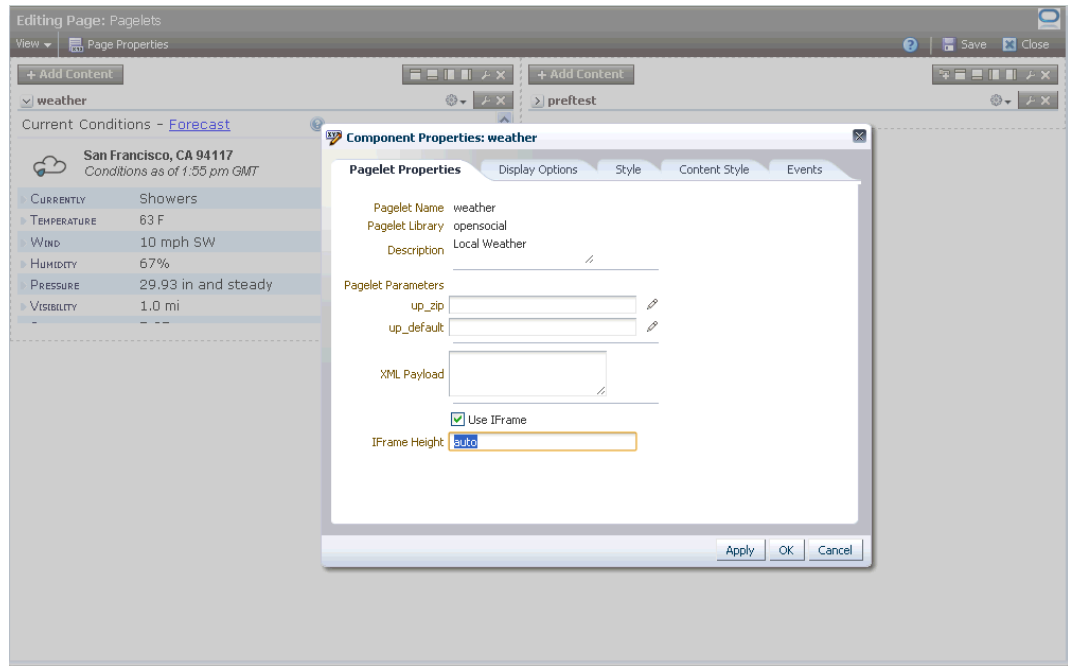 Editing Page: Pagelets
View Page Properties Save Close
+ Add Content + Add Content
weather preftest
Current Conditions - Forecast
San Francisco, CA 94117
Conditions as of 1:55 pm GMT
Currently Showers
Temperature 63 F
Wind 10 mph SW
Humidity 67%
Pressure 29.93 in and steady
Visibility 1.0 mi
Component Properties: weather
Pagelet Properties Display Options Style Content Style Events
Pagelet Name weather
Pagelet Library opensocial
Description Local Weather
Pagelet Parameters
up_zip
up_default
XML Payload
Use IFrame
IFrame Height auto
Apply OK Cancel